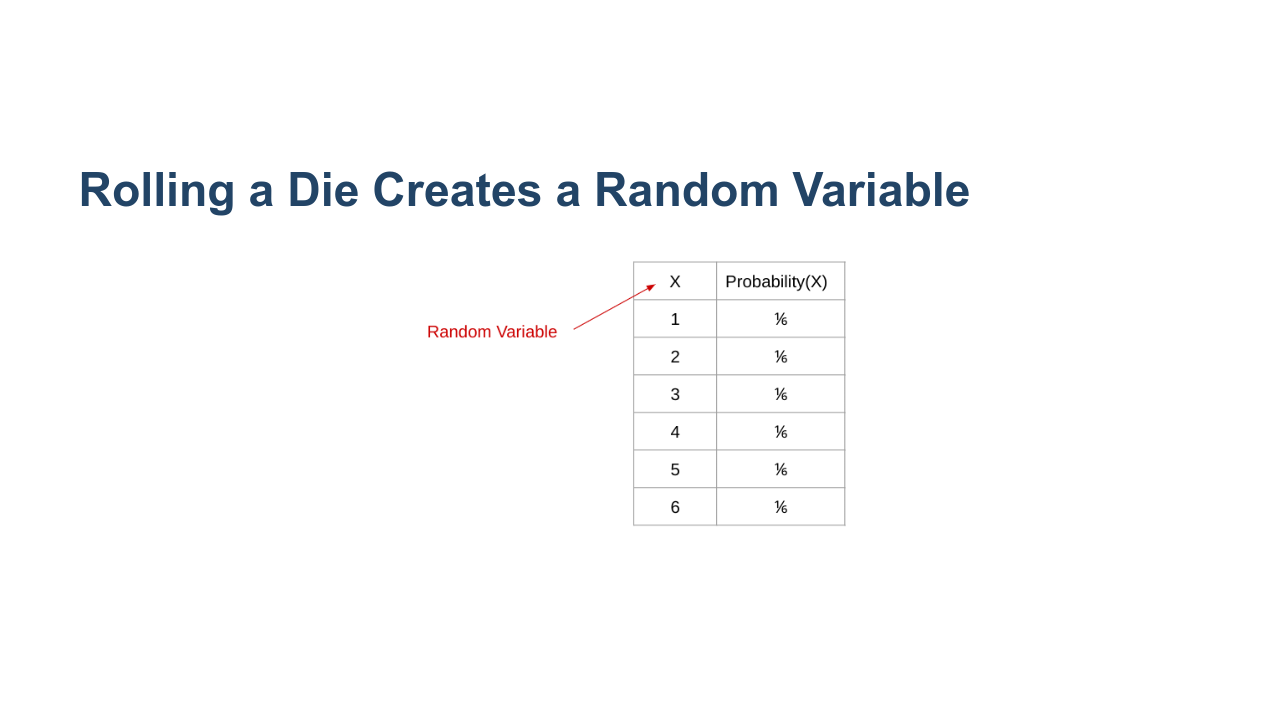 Rolling a Die Creates a Random Variable
X Probability(X)
Random Variable
1 ⅙
2 ⅙
3 ⅙
4 ⅙
5 ⅙
6 ⅙